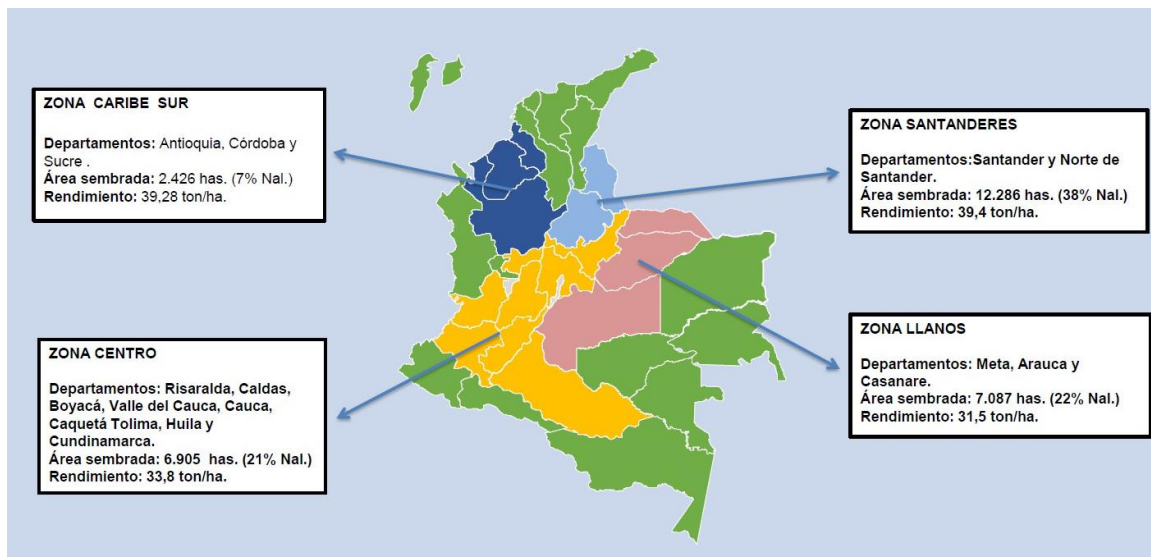 ZONA CARIBE SUR
Departamentos: Antioquia, Córdoba y
Sucre .
Área sembrada: 2.426 has. (7% Nal.)
Rendimiento: 39,28 ton/ha.
ZONA SANTANDERES
Departamentos:Santander y Norte de
Santander.
Área sembrada: 12.286 has. (38% Nal.)
Rendimiento: 39,4 ton/ha.
ZONA CENTRO
Departamentos: Risaralda, Caldas,
Boyacá, Valle del Cauca, Cauca,
Caquetá Tolima, Huila y
Cundinamarca.
Área sembrada: 6.905 has. (21% Nal.)
Rendimiento: 33,8 ton/ha.
ZONA LLANOS
Departamentos: Meta, Arauca y
Casanare.
Área sembrada: 7.087 has. (22% Nal.)
Rendimiento: 31,5 ton/ha.